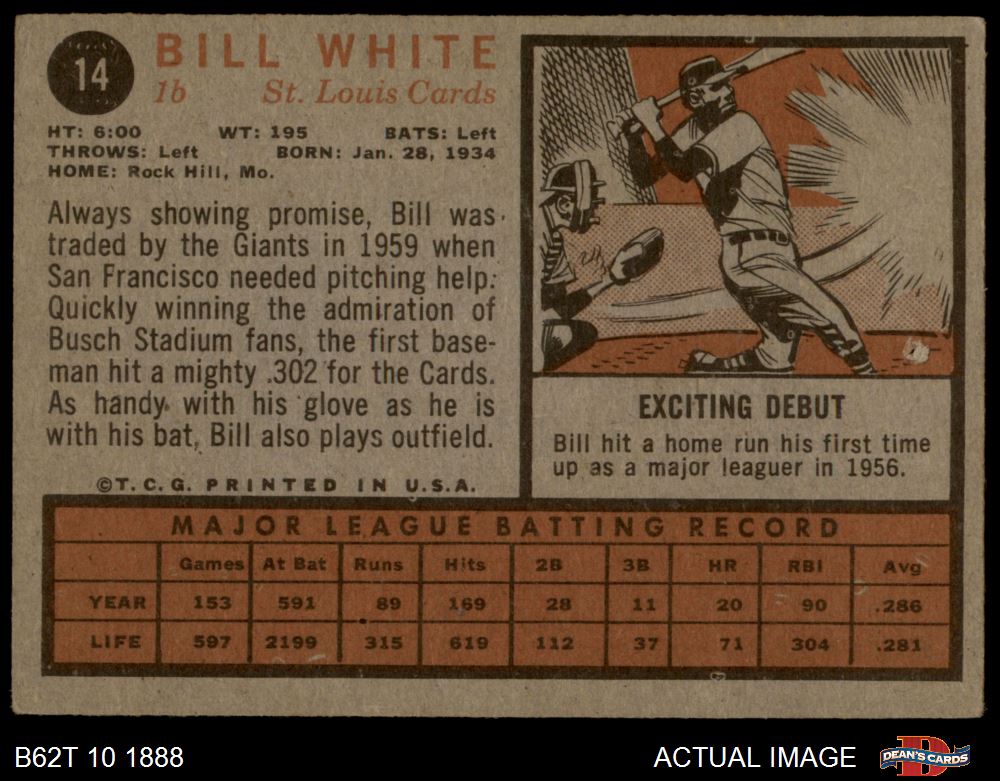 14
BILL WHITE
1b St. Louis Cards
HT: 6:00 WT: 195 BATS: Left
THROWS: Left BORN: Jan. 28, 1934
HOME: Rock Hill, Mo.
Always showing promise, Bill was
traded by the Giants in 1959 when
San Francisco needed pitching help.
Quickly winning the admiration of
Busch Stadium fans, the first base-
man hit a mighty .302 for the Cards.
As handy with his glove as he is
with his bat, Bill also plays outfield.
©T.C.G. PRINTED IN U.S.A.
EXCITING DEBUT
Bill hit a home run his first time
up as a major leaguer in 1956.
MAJOR LEAGUE BATTING RECORD
Games At Bat Runs Hits 2B 3B HR RBI Avg
YEAR 153 591 89 169 28 11 20 90 .286
LIFE 597 2199 315 619 112 37 71 304 .281
B62T 10 1888
ACTUAL IMAGE
DEAN'S CARDS